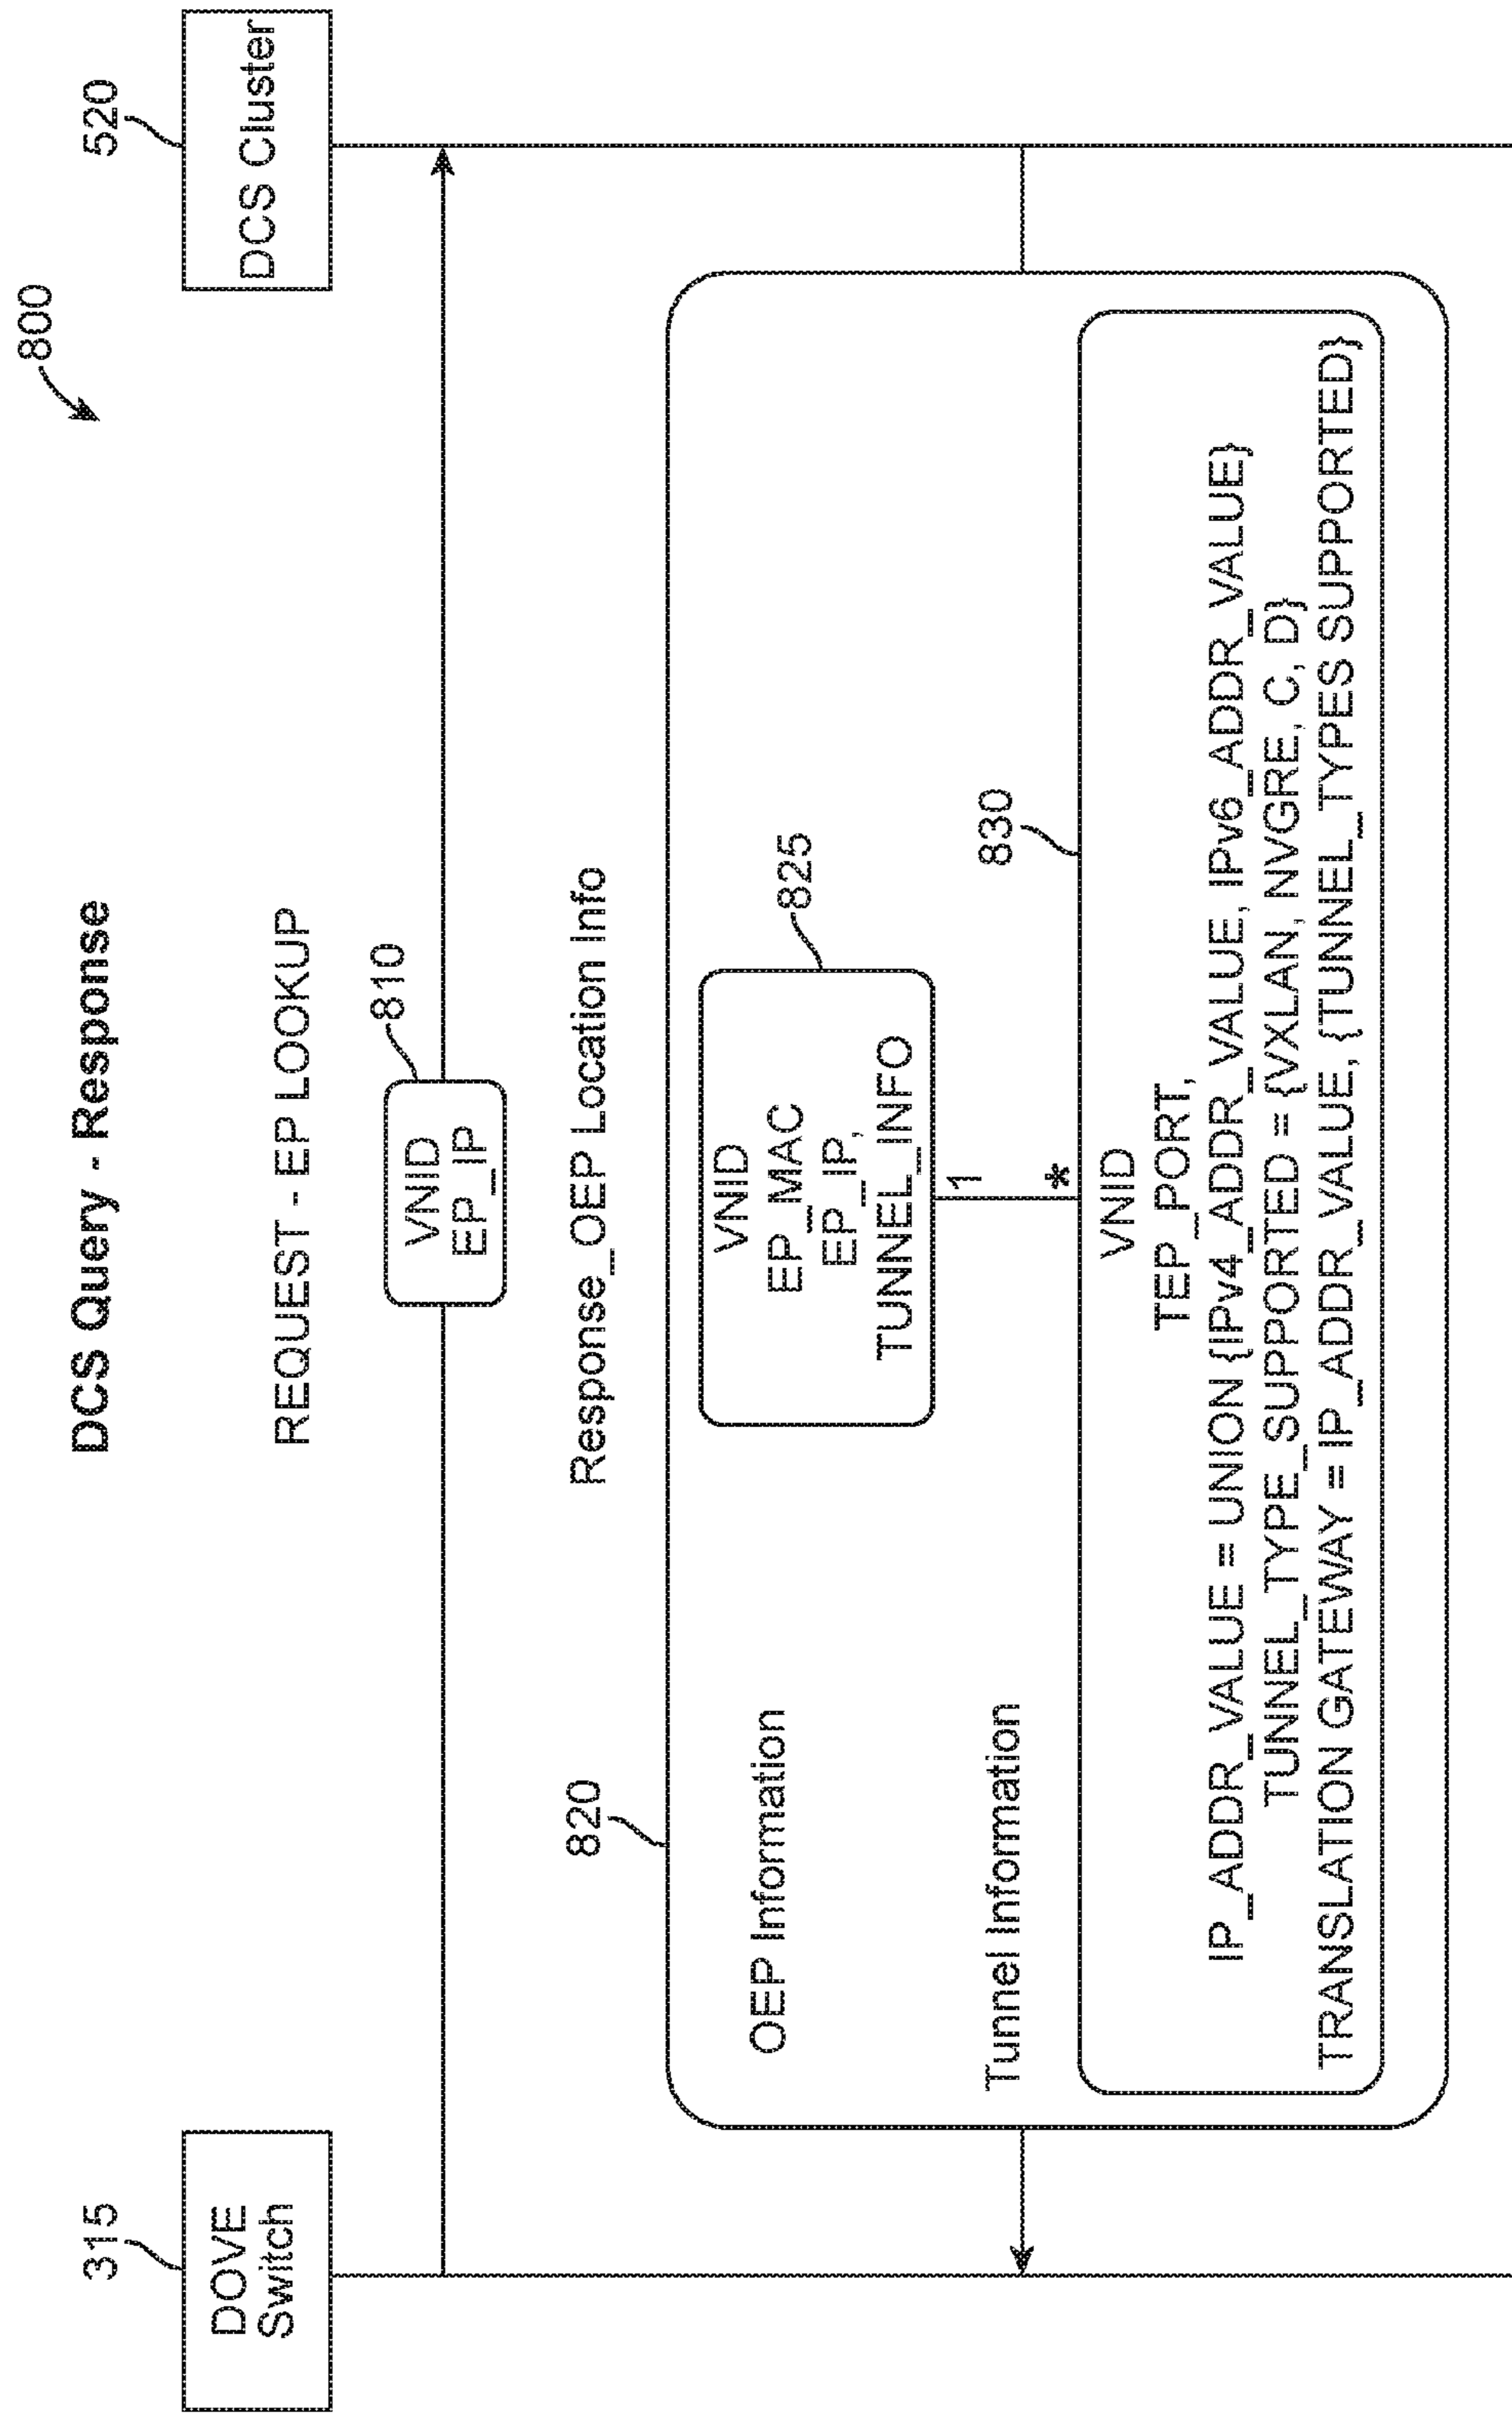 800
DCS Query - Response
315
520
DOVE
Switch
DCS Cluster
REQUEST - EP LOOKUP
810
VNID
EP_IP
Response_OEP Location Info
820
OEP Information
825
VNID
EP_MAC
EP_IP,
TUNNEL_INFO
1
*
Tunnel Information
830
VNID
TEP_PORT,
IP_ADDR_VALUE = UNION {IPv4_ADDR_VALUE, IPv6_ADDR_VALUE}
TUNNEL_TYPE_SUPPORTED = {VXLAN, NVGRE, C, D}
TRANSLATION GATEWAY = IP_ADDR_VALUE, {TUNNEL_TYPES SUPPORTED}